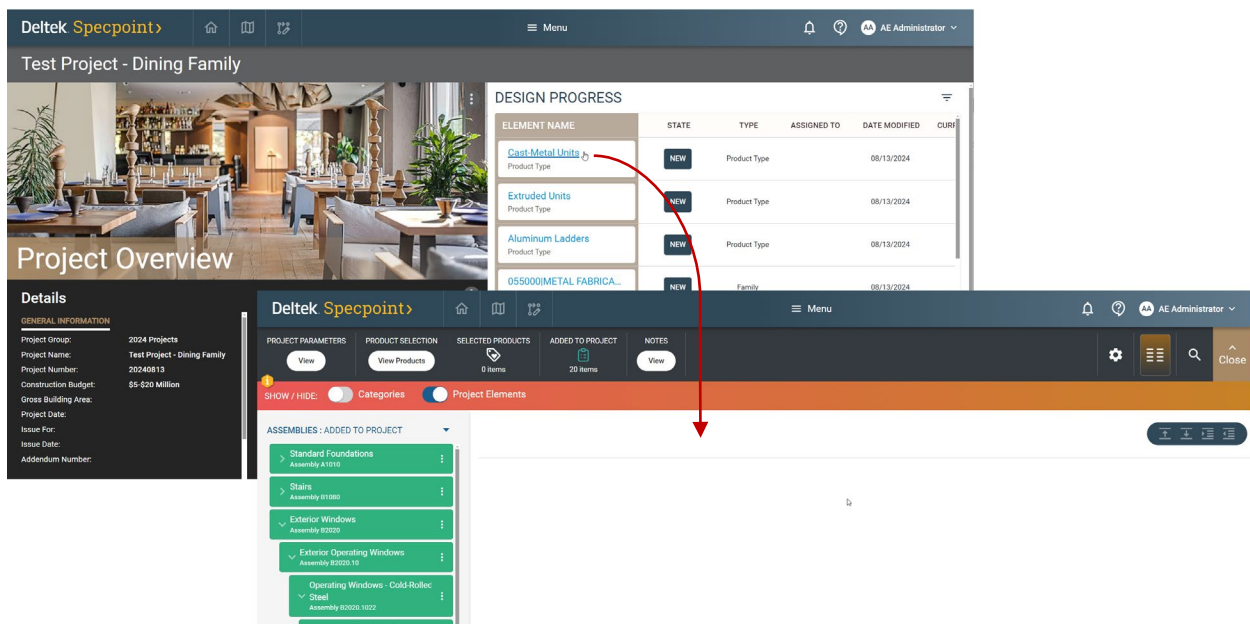 Deltek Specpoint>
Menu
AA AE Administrator
Test Project - Dining Family
Project Overview
DESIGN PROGRESS
ELEMENT NAME STATE TYPE ASSIGNED TO DATE MODIFIED
Cast-Metal Units NEW Product Type 08/13/2024
Product Type
Extruded Units NEW Product Type 08/13/2024
Product Type
Aluminum Ladders NEW Product Type 08/13/2024
Product Type
055000|METAL FABRICA... NEW Family 08/13/2024
Details
GENERAL INFORMATION
Project Group: 2024 Projects
Project Name: Test Project - Dining Family
Project Number: 20240813
Construction Budget: $5-$20 Million
Gross Building Area:
Project Date:
Issue For:
Issue Date:
Addendum Number:
Deltek Specpoint>
Menu
AA AE Administrator
PROJECT PARAMETERS PRODUCT SELECTION SELECTED PRODUCTS ADDED TO PROJECT NOTES
View View Products 0 items 20 items View
Close
SHOW / HIDE: Categories Project Elements
ASSEMBLIES : ADDED TO PROJECT
Standard Foundations
Assembly A1010
Stairs
Assembly B1080
Exterior Windows
Assembly B2020
Exterior Operating Windows
Assembly B2020.10
Operating Windows - Cold-Rolled
Steel
Assembly B2020.1022